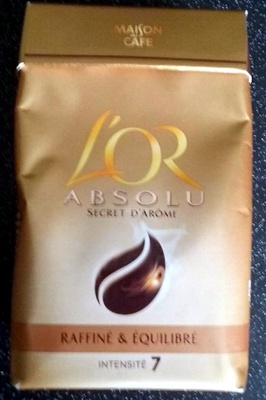 MAISON
DU
CAFÉ
L'OR
ABSOLU
SECRET D'ARÔME
RAFFINÉ & ÉQUILIBRÉ
INTENSITÉ 7